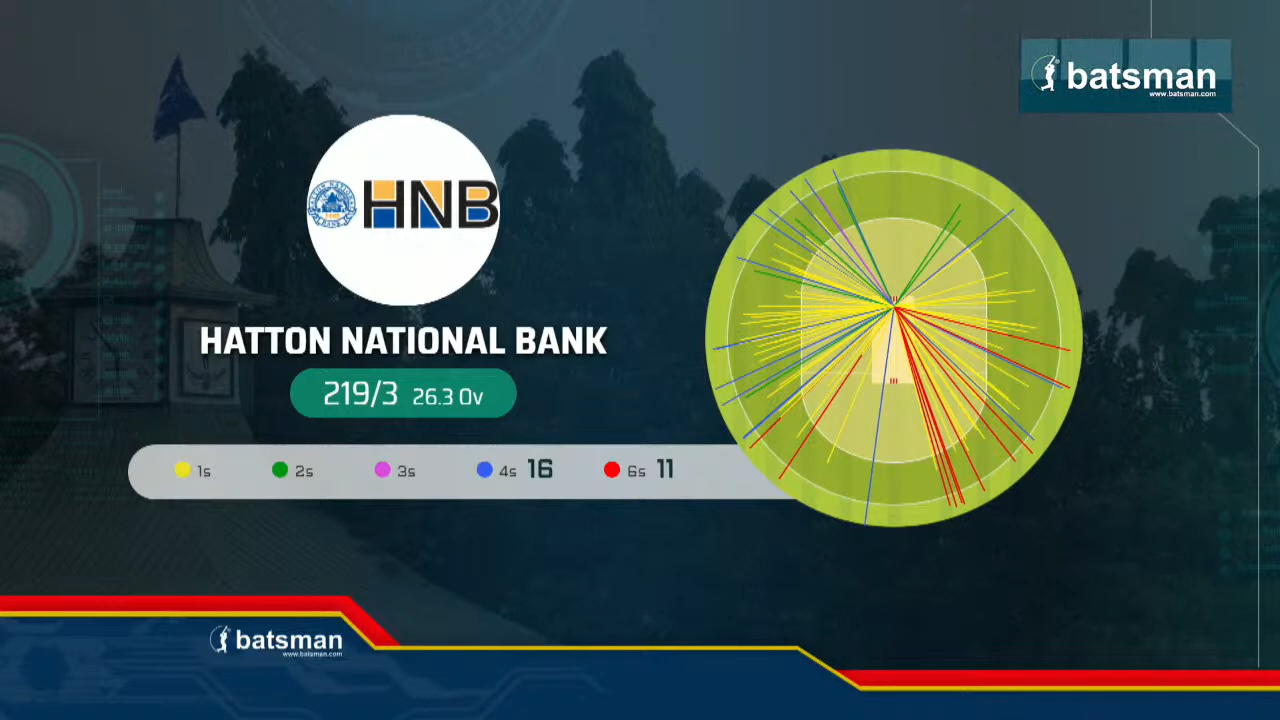 batsman
www.batsman.com
HNB
HATTON NATIONAL BANK
219/3 26.3 Ov
1s 2s 3s 4s 16 6s 11
batsman
www.batsman.com